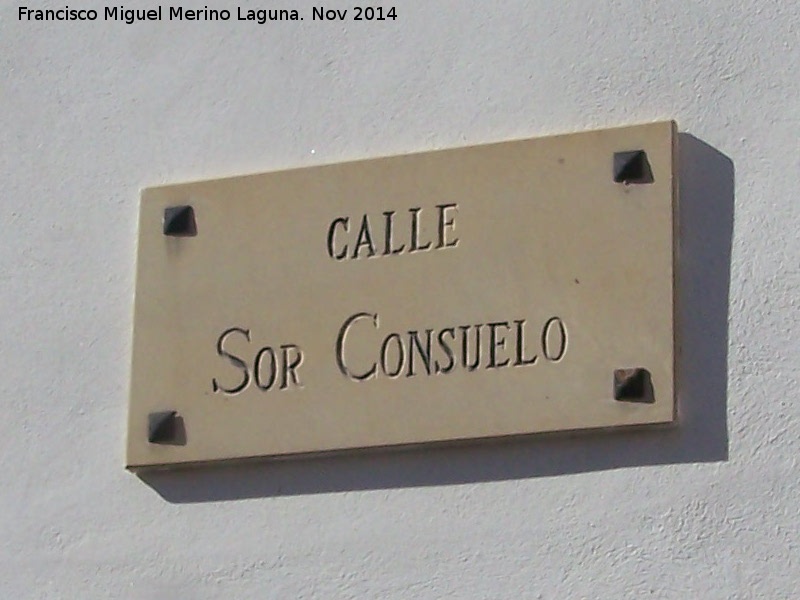 Francisco Miguel Merino Laguna. Nov 2014
CALLE
SOR CONSUELO